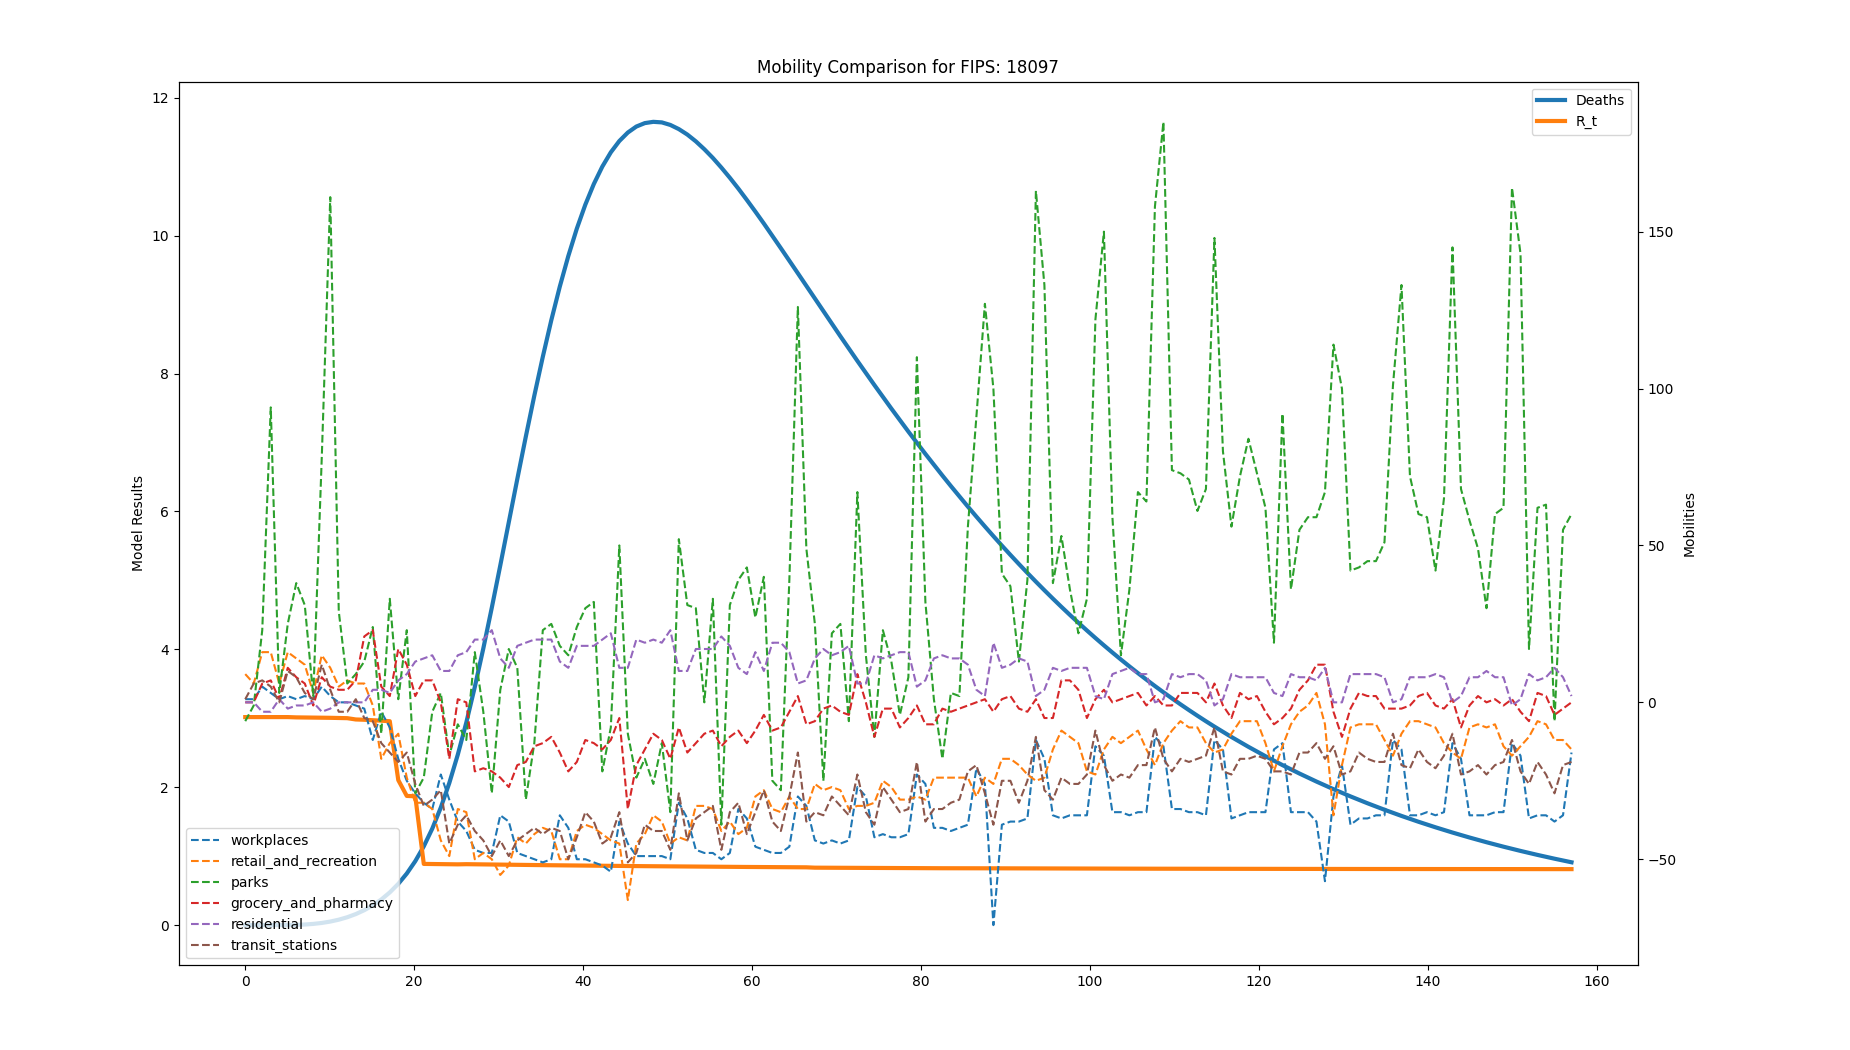 Mobility Comparison for FIPS: 18097
Deaths
R_t
12
10
8
6
4
2
0
Model Results
150
100
50
0
−50
Mobilities
workplaces
retail_and_recreation
parks
grocery_and_pharmacy
residential
transit_stations
0
20
40
60
80
100
120
140
160